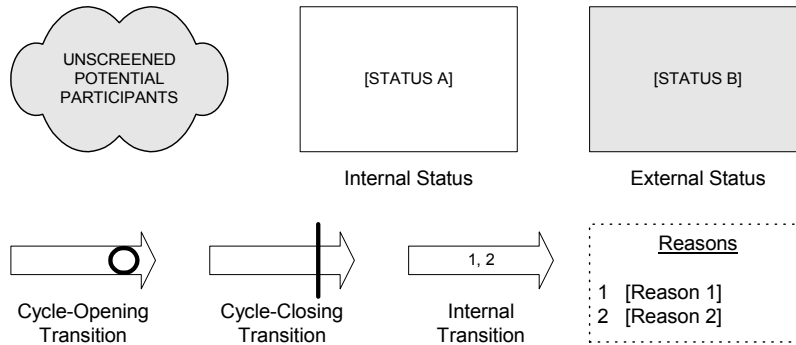 UNSCREENED
POTENTIAL
PARTICIPANTS
[STATUS A]
[STATUS B]
Internal Status
External Status
1, 2
Cycle-Opening
Transition
Cycle-Closing
Transition
Internal
Transition
Reasons
1 [Reason 1]
2 [Reason 2]